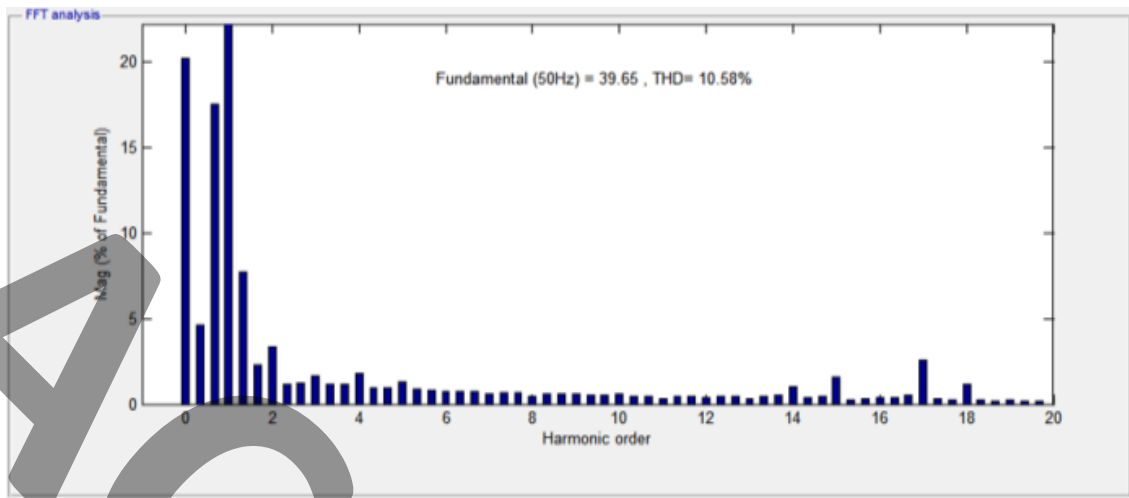 FFT analysis
Fundamental (50Hz) = 39.65 , THD= 10.58%
Mag (% of Fundamental)
20
15
10
5
0
0 2 4 6 8 10 12 14 16 18 20
Harmonic order